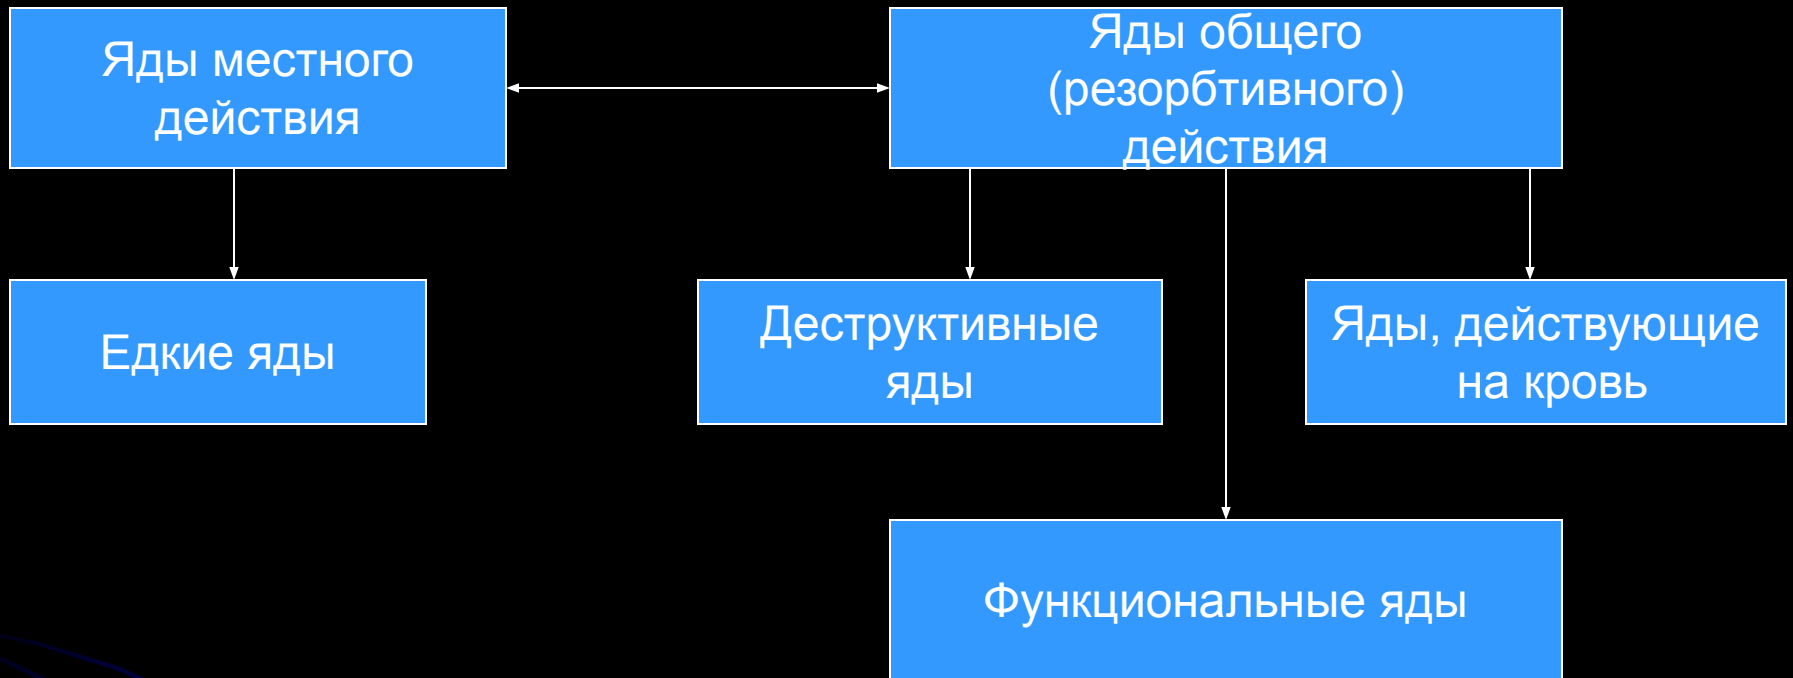 Яды местного
действия
Яды общего
(резорбтивного)
действия
Едкие яды
Деструктивные
яды
Яды, действующие
на кровь
Функциональные яды